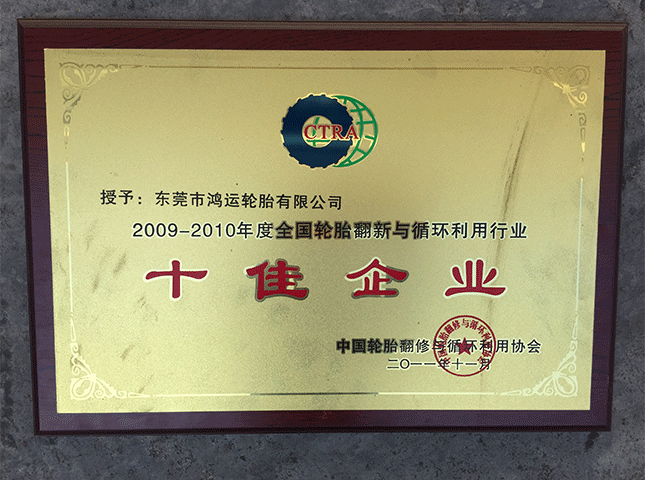 CTRA
授予：东莞市鸿运轮胎有限公司
2009-2010年度全国轮胎翻新与循环利用行业
十佳企业
中国轮胎翻修与循环利用协会
二〇一一年十一月